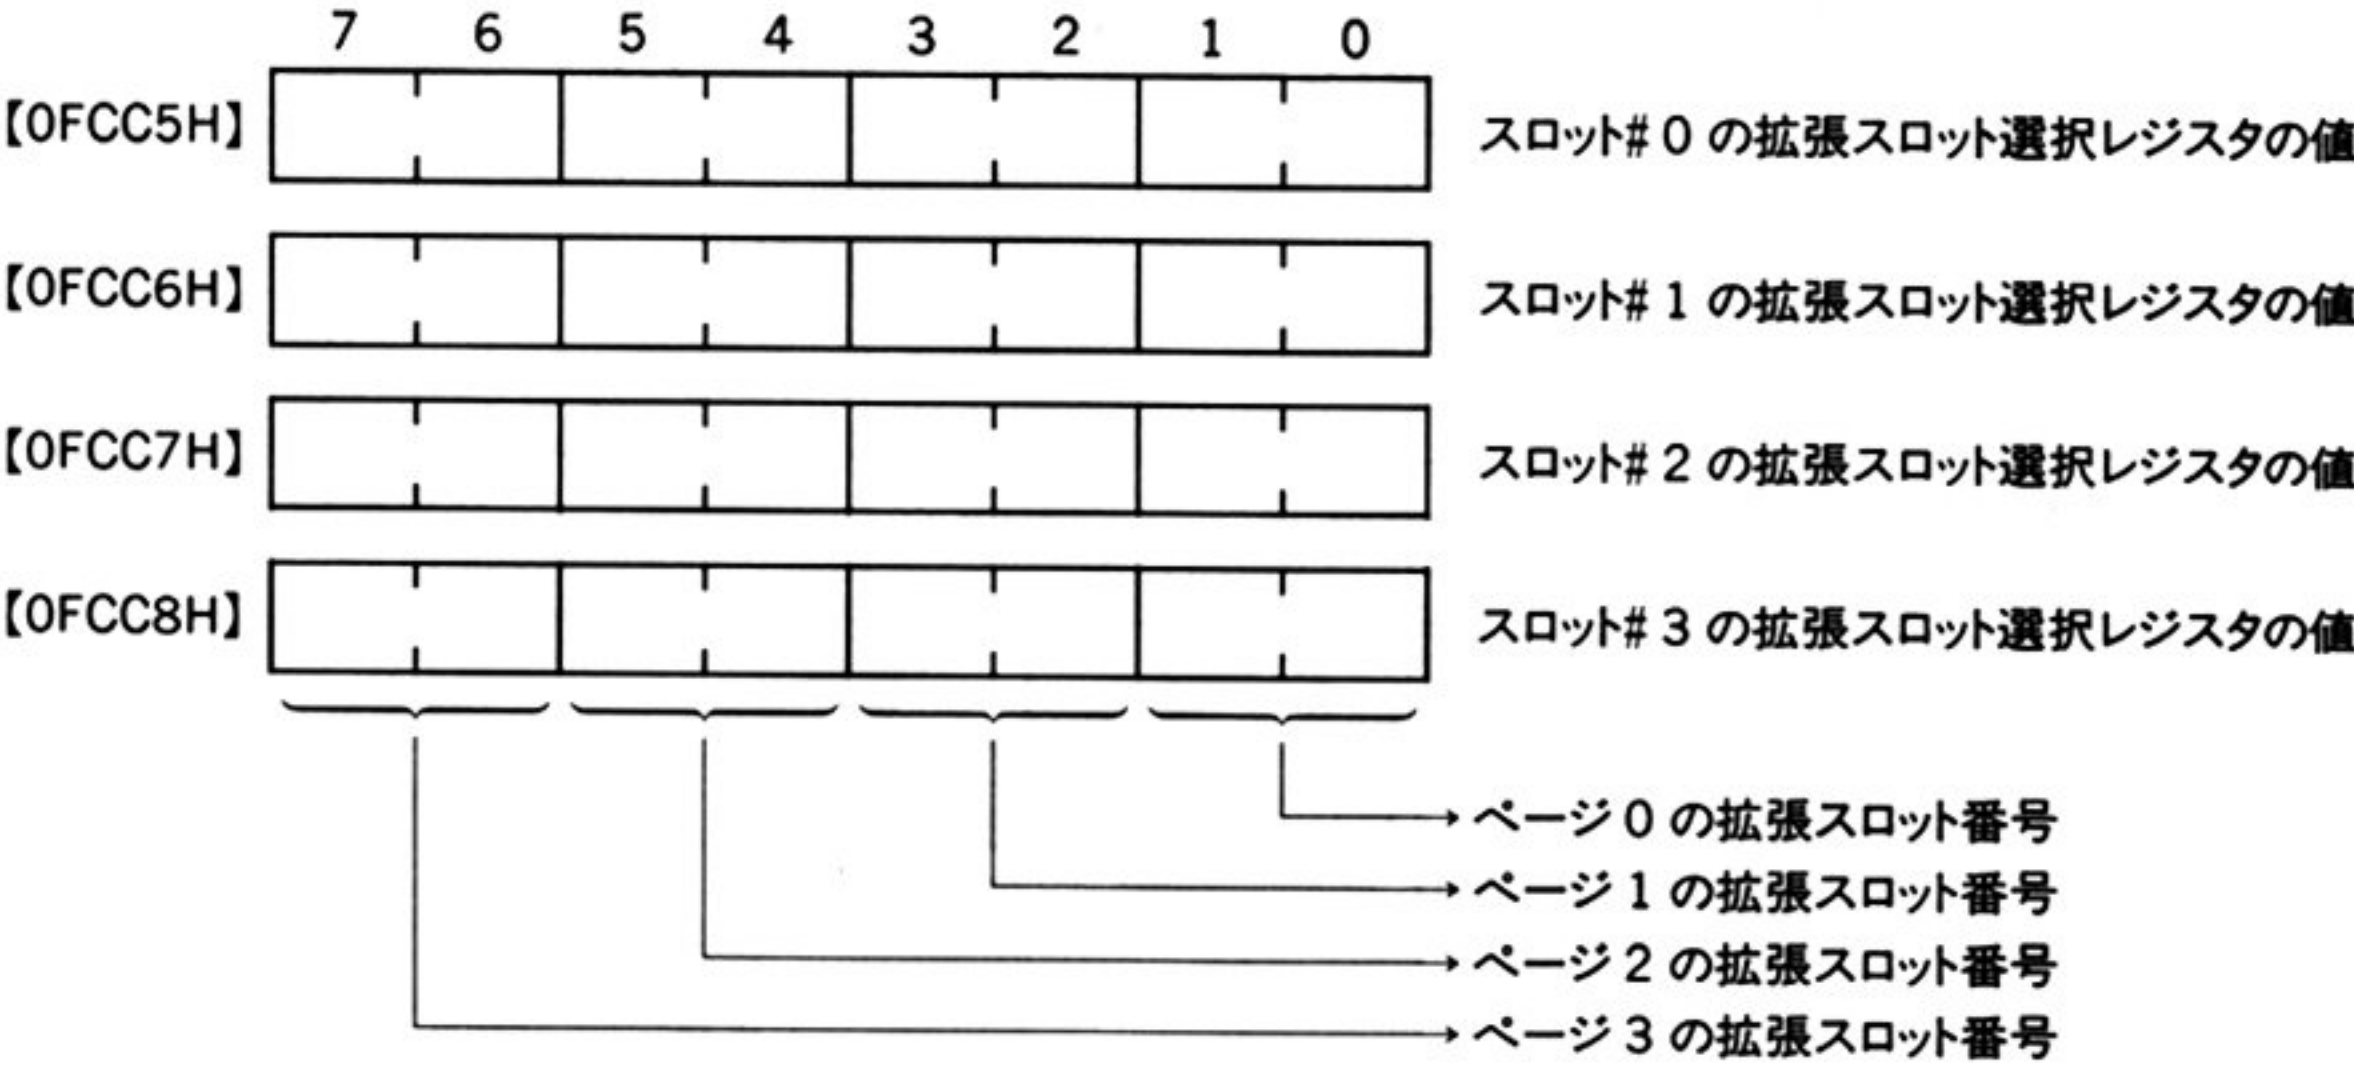 7 6 5 4 3 2 1 0
【0FCC5H】 スロット#0の拡張スロット選択レジスタの値
【0FCC6H】 スロット#1の拡張スロット選択レジスタの値
【0FCC7H】 スロット#2の拡張スロット選択レジスタの値
【0FCC8H】 スロット#3の拡張スロット選択レジスタの値
ページ0の拡張スロット番号
ページ1の拡張スロット番号
ページ2の拡張スロット番号
ページ3の拡張スロット番号